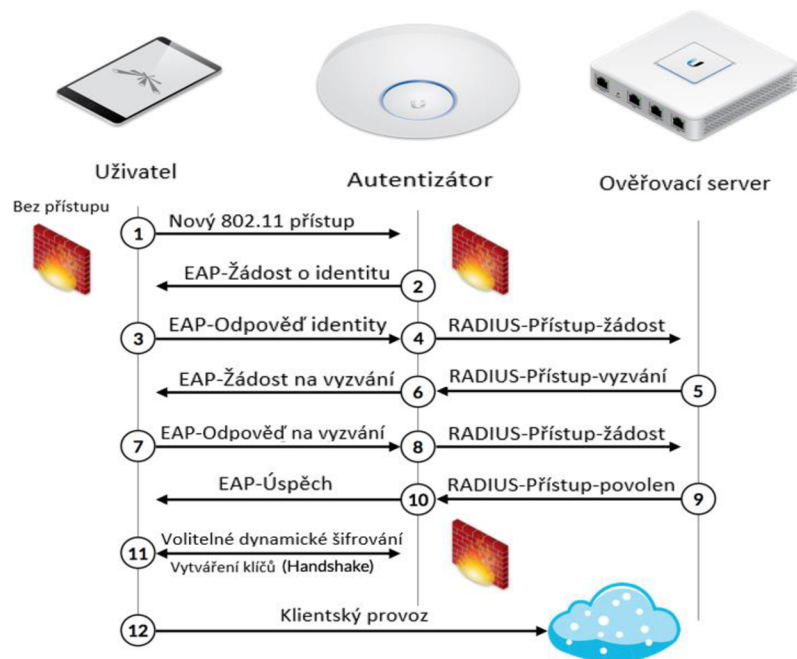 Uživatel
Autentizátor
Ověřovací server
Bez přístupu
1
Nový 802.11 přístup
EAP-Žádost o identitu
2
3
EAP-Odpověď identity
4
RADIUS-Přístup-žádost
EAP-Žádost na vyzvání
6
RADIUS-Přístup-vyzvání
5
7
EAP-Odpověď na vyzvání
8
RADIUS-Přístup-žádost
EAP-Úspěch
10
RADIUS-Přístup-povolen
9
Volitelné dynamické šifrování
11
Vytváření klíčů (Handshake)
Klientský provoz
12